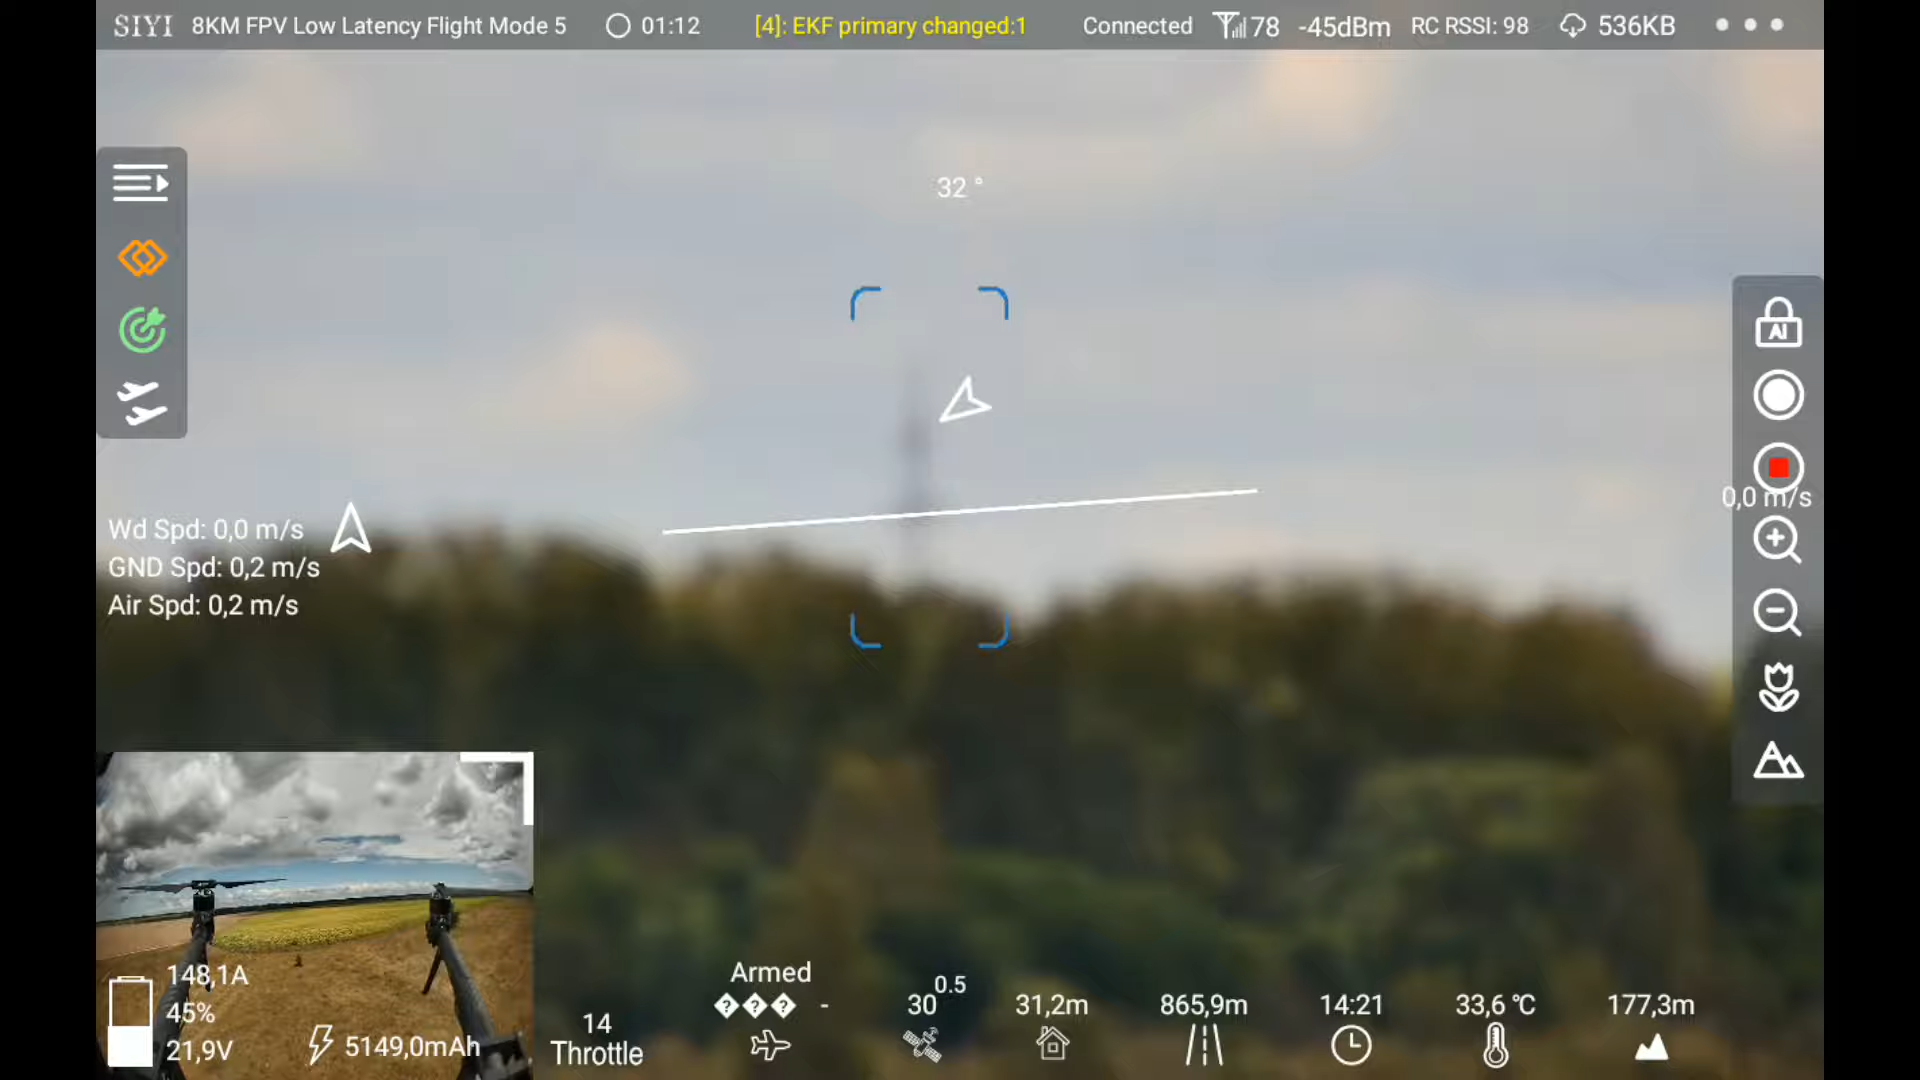 SIYI 8KM FPV Low Latency Flight Mode 5 01:12 [4]: EKF primary changed:1 Connected 78 -45dBm RC RSSI: 98 536KB
32 °
AI
0,0 m/s
Wd Spd: 0,0 m/s
GND Spd: 0,2 m/s
Air Spd: 0,2 m/s
148,1A
45%
21,9V
5149,0mAh
14
Throttle
Armed
��� -
30 0.5
31,2m
865,9m
14:21
33,6 ℃
177,3m